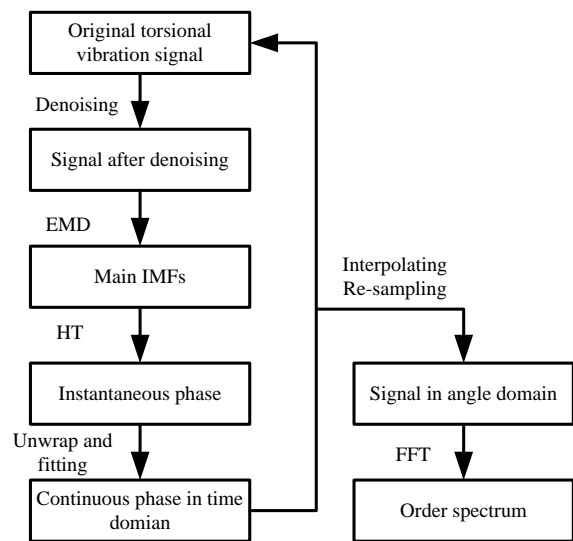 Original torsional
vibration signal
Denoising
Signal after denoising
EMD
Main IMFs
HT
Instantaneous phase
Unwrap and
fitting
Continuous phase in time
domian
Interpolating
Re-sampling
Signal in angle domain
FFT
Order spectrum